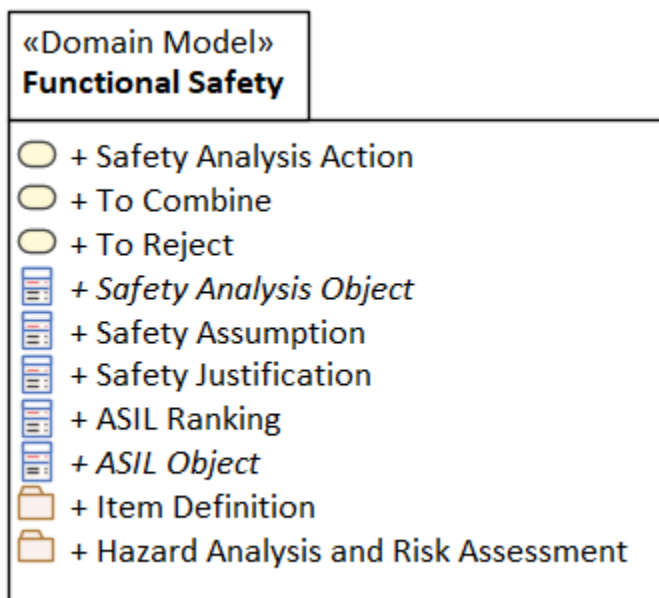 «Domain Model»
Functional Safety
+ Safety Analysis Action
+ To Combine
+ To Reject
+ Safety Analysis Object
+ Safety Assumption
+ Safety Justification
+ ASIL Ranking
+ ASIL Object
+ Item Definition
+ Hazard Analysis and Risk Assessment